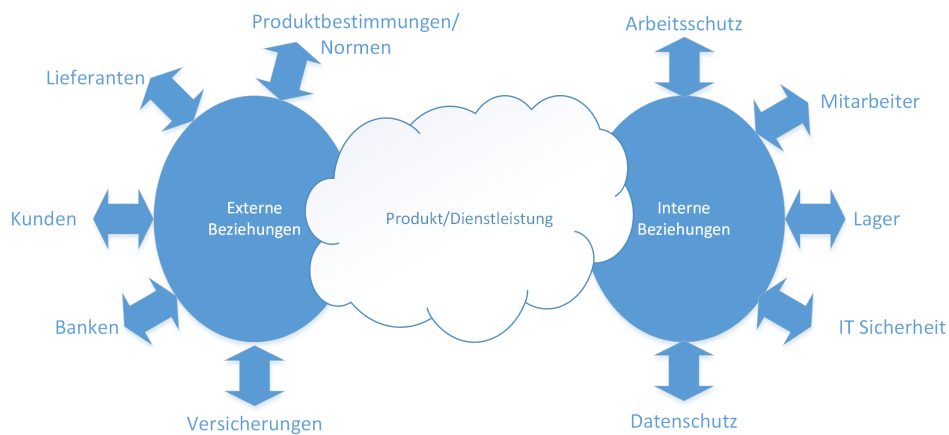 Produktbestimmungen/
Normen
Lieferanten
Kunden
Banken
Versicherungen
Externe
Beziehungen
Produkt/Dienstleistung
Interne
Beziehungen
Arbeitsschutz
Mitarbeiter
Lager
IT Sicherheit
Datenschutz